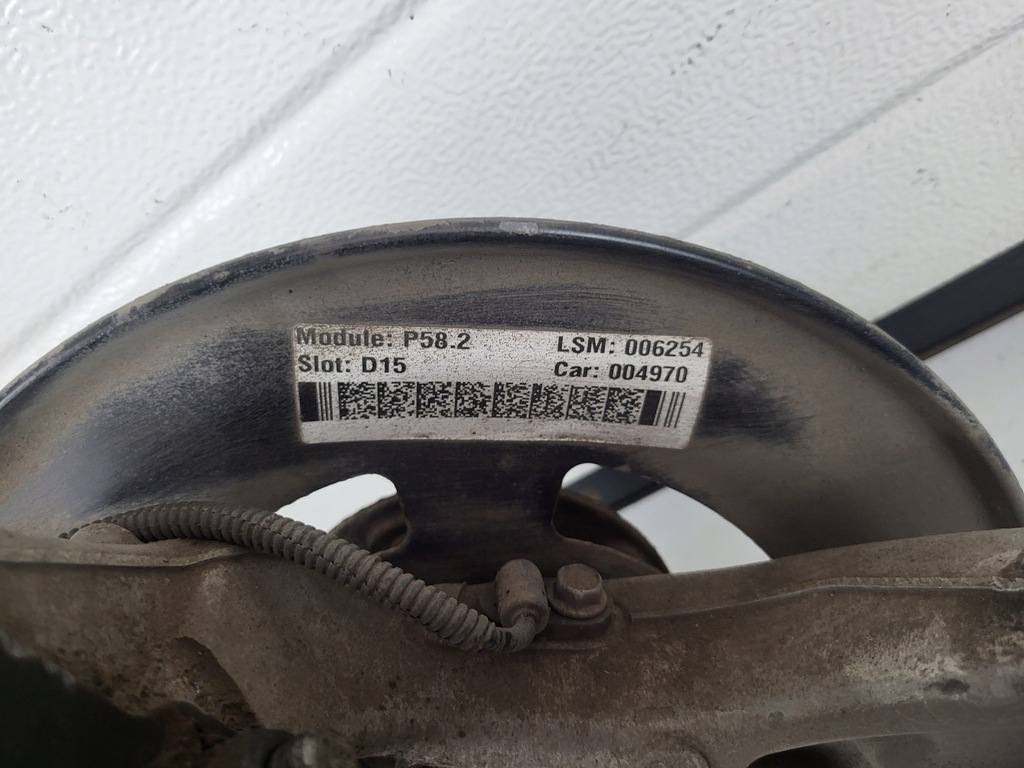 Module: P58.2 LSM: 006254
Slot: D15 Car: 004970